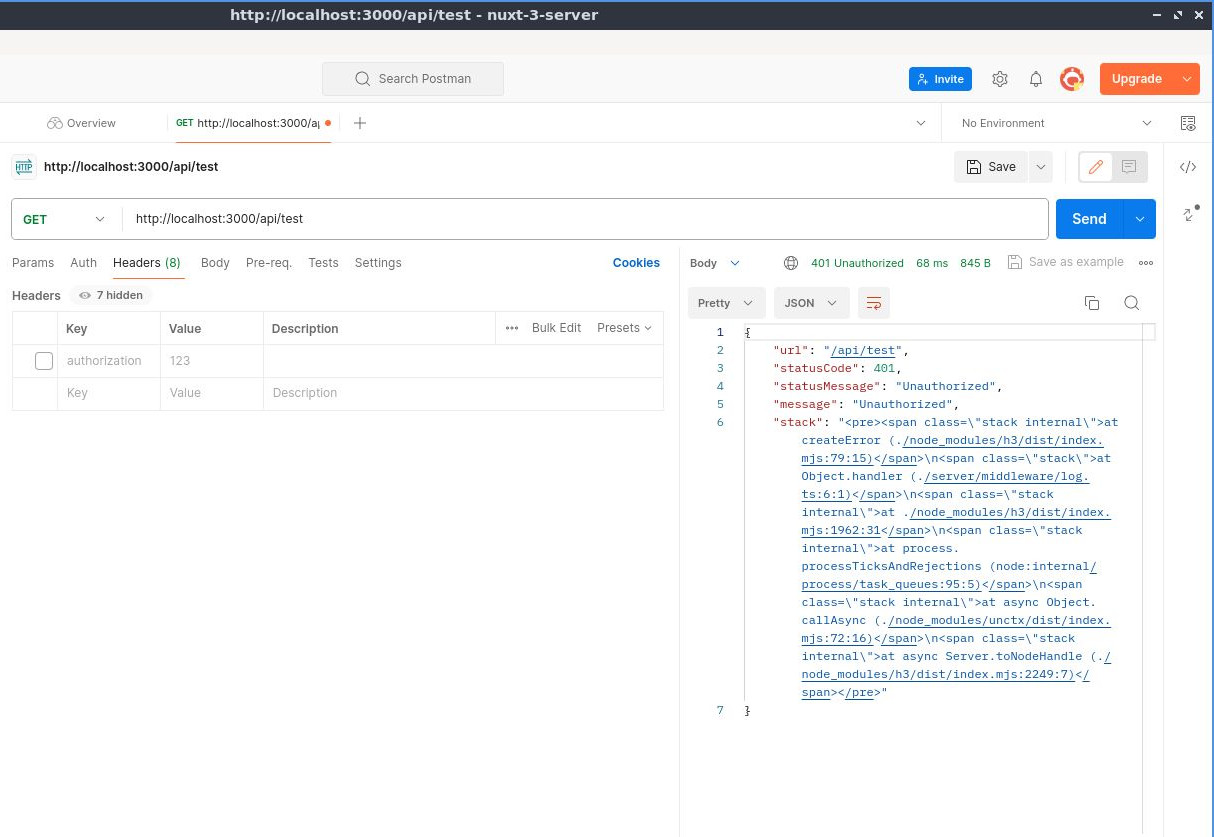 http://localhost:3000/api/test - nuxt-3-server
Search Postman
Invite
Upgrade
Overview
GET http://localhost:3000/a
No Environment
HTTP http://localhost:3000/api/test
Save
GET
http://localhost:3000/api/test
Send
Params Auth Headers (8) Body Pre-req. Tests Settings
Cookies
Headers 7 hidden
Key Value Description ••• Bulk Edit Presets
authorization 123
Key Value Description
Body 401 Unauthorized 68 ms 845 B Save as example
Pretty JSON
1 {
2 "url": "/api/test",
3 "statusCode": 401,
4 "statusMessage": "Unauthorized",
5 "message": "Unauthorized",
6 "stack": "<pre><span class=\"stack internal\">at
createError (./node_modules/h3/dist/index.
mjs:79:15)</span>\n<span class=\"stack\">at
Object.handler (./server/middleware/log.
ts:6:1)</span>\n<span class=\"stack
internal\">at ./node_modules/h3/dist/index.
mjs:1962:31</span>\n<span class=\"stack
internal\">at process.
processTicksAndRejections (node:internal/
process/task_queues:95:5)</span>\n<span
class=\"stack internal\">at async Object.
callAsync (./node_modules/unctx/dist/index.
mjs:72:16)</span>\n<span class=\"stack
internal\">at async Server.toNodeHandle (./
node_modules/h3/dist/index.mjs:2249:7)</
span></pre>"
7 }